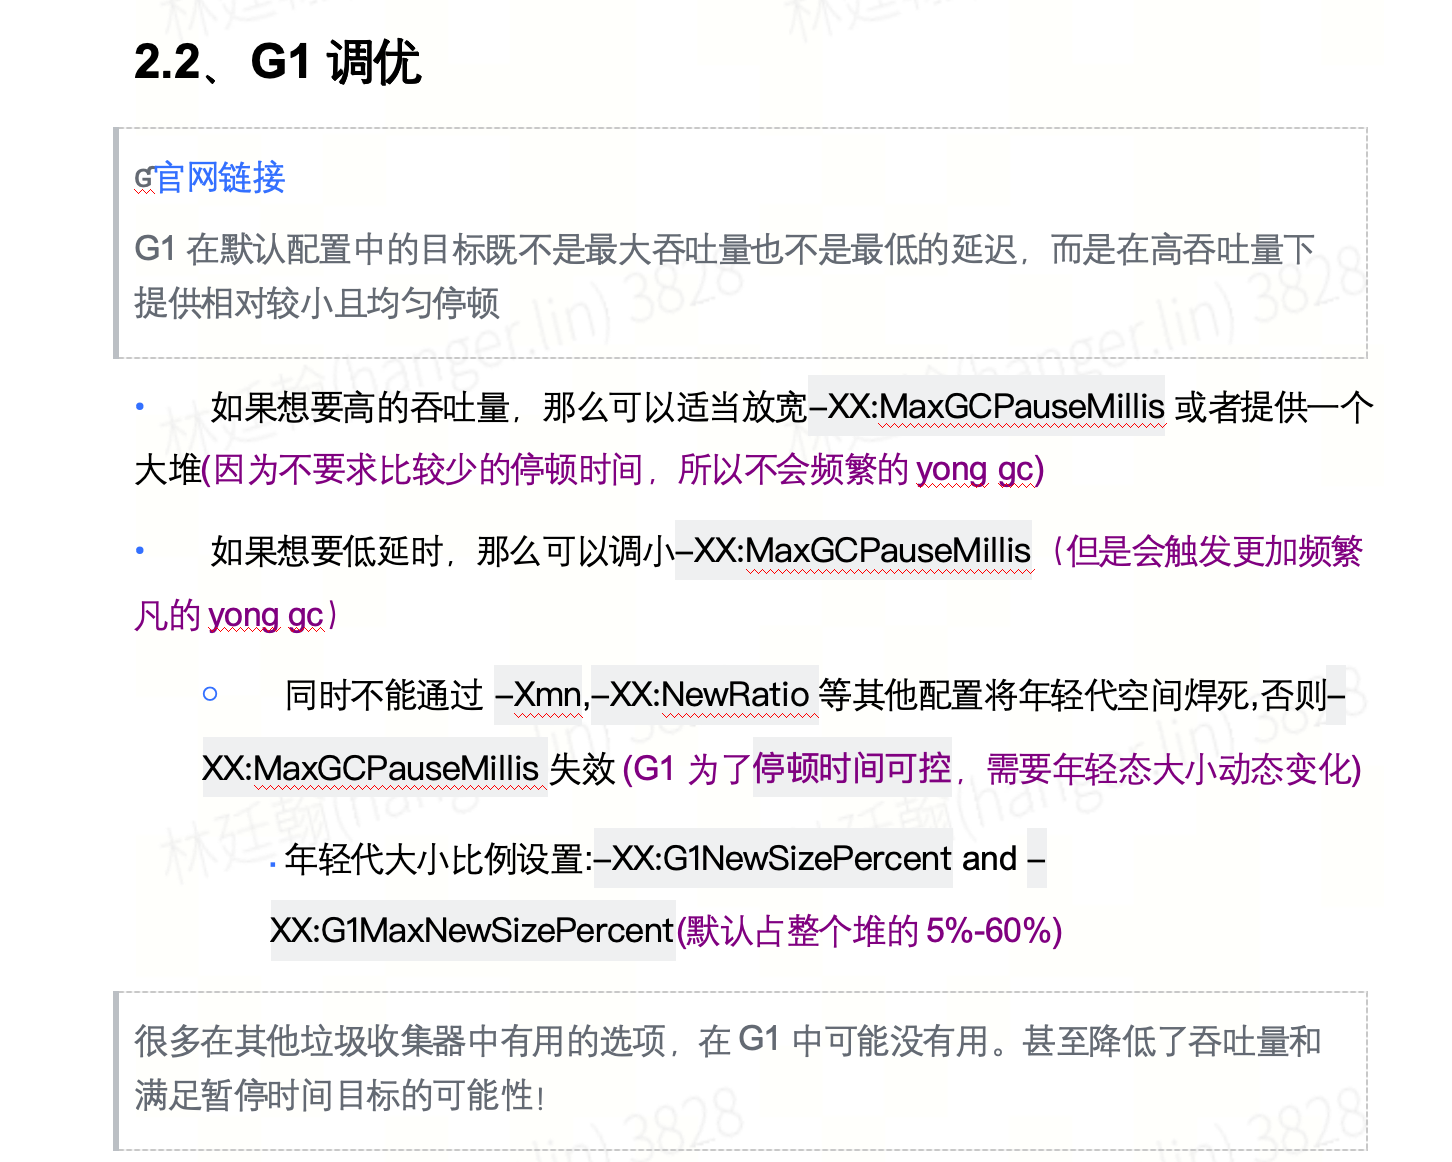 2.2、G1 调优
G官网链接
G1 在默认配置中的目标既不是最大吞吐量也不是最低的延迟，而是在高吞吐量下
提供相对较小且均匀停顿
• 如果想要高的吞吐量，那么可以适当放宽–XX:MaxGCPauseMillis 或者提供一个
大堆(因为不要求比较少的停顿时间，所以不会频繁的 yong gc)
• 如果想要低延时，那么可以调小–XX:MaxGCPauseMillis（但是会触发更加频繁
凡的 yong gc）
○ 同时不能通过 –Xmn,–XX:NewRatio 等其他配置将年轻代空间焊死,否则–
XX:MaxGCPauseMillis 失效 (G1 为了停顿时间可控，需要年轻态大小动态变化)
▪ 年轻代大小比例设置:–XX:G1NewSizePercent and –
XX:G1MaxNewSizePercent(默认占整个堆的 5%-60%)
很多在其他垃圾收集器中有用的选项，在 G1 中可能没有用。甚至降低了吞吐量和
满足暂停时间目标的可能性！
林廷翰(hanger.lin) 3828